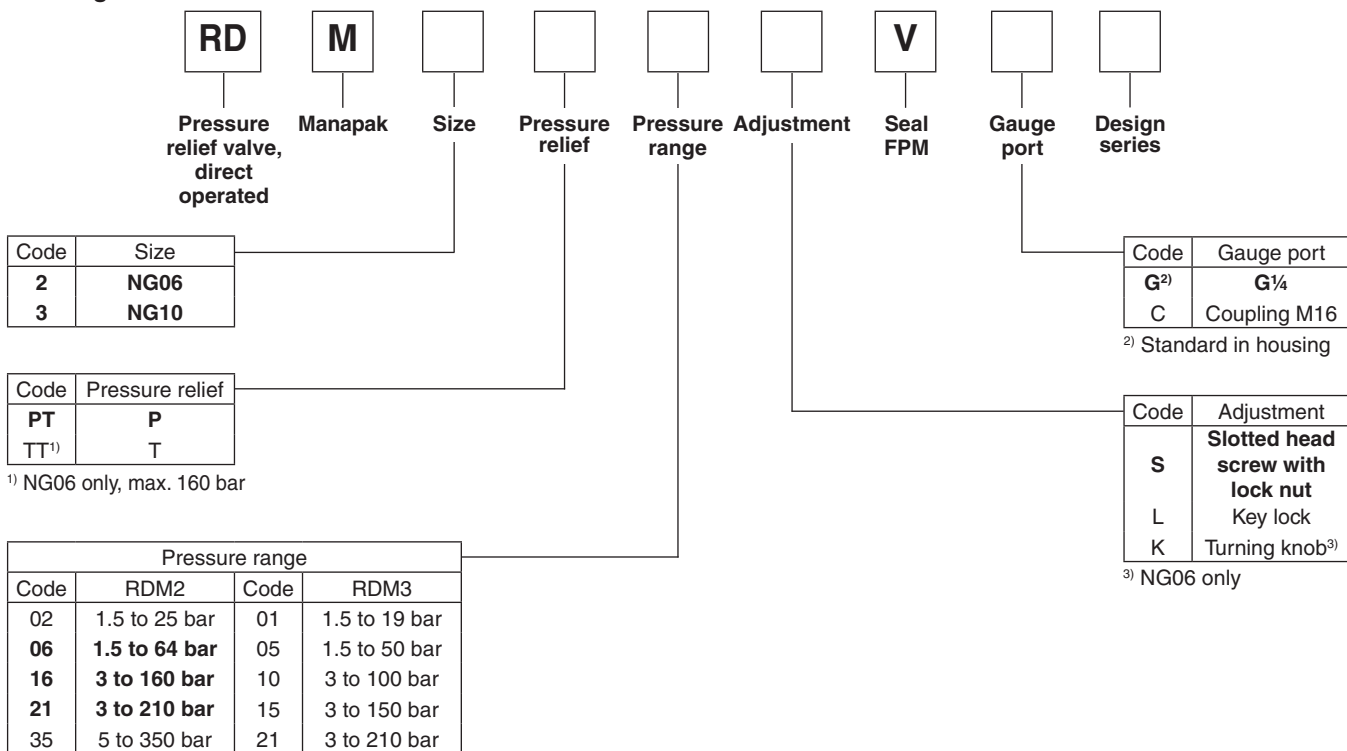 RD M V
Pressure relief valve, direct operated
Manapak
Size
Pressure relief
Pressure range
Adjustment
Seal FPM
Gauge port
Design series
Code Size
2 NG06
3 NG10
Code Pressure relief
PT P
TT1) T
1) NG06 only, max. 160 bar
Pressure range
Code RDM2 Code RDM3
02 1.5 to 25 bar 01 1.5 to 19 bar
06 1.5 to 64 bar 05 1.5 to 50 bar
16 3 to 160 bar 10 3 to 100 bar
21 3 to 210 bar 15 3 to 150 bar
35 5 to 350 bar 21 3 to 210 bar
Code Gauge port
G2) G¼
C Coupling M16
2) Standard in housing
Code Adjustment
S Slotted head screw with lock nut
L Key lock
K Turning knob3)
3) NG06 only